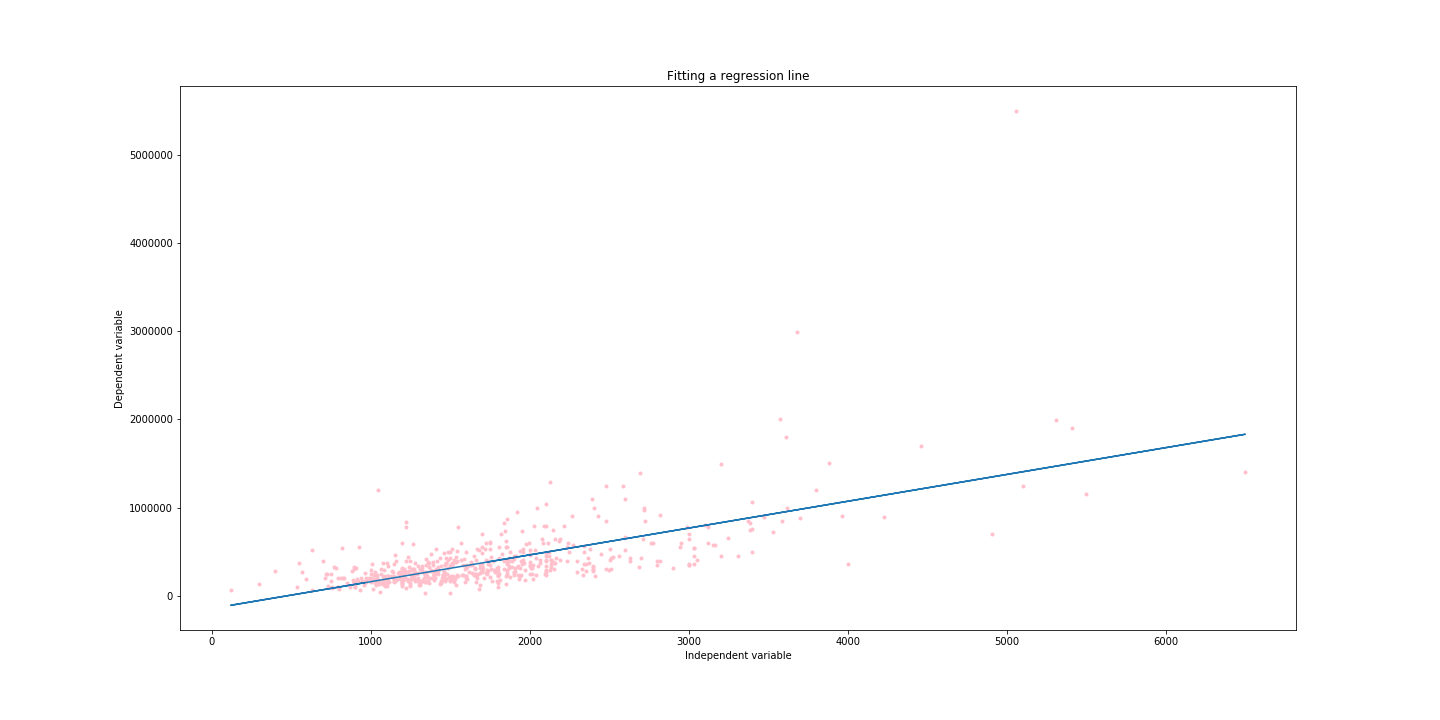 Fitting a regression line
5000000
4000000
3000000
2000000
1000000
0
Dependent variable
0 1000 2000 3000 4000 5000 6000
Independent variable